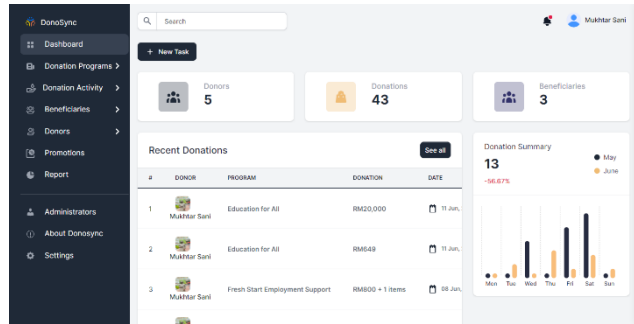 DonoSync
Dashboard
Donation Programs
Donation Activity
Beneficiaries
Donors
Promotions
Report
Administrators
About Donosync
Settings
Search
Mukhtar Sani
+ New Task
Donors
5
Donations
43
Beneficiaries
3
Recent Donations
See all
# DONOR PROGRAM DONATION DATE
1 Mukhtar Sani Education for All RM20,000 11 Jun,
2 Mukhtar Sani Education for All RM649 11 Jun,
3 Mukhtar Sani Fresh Start Employment Support RM800 + 1 items 08 Jun,
Donation Summary
13
-56.67%
May
June
Mon Tue Wed Thu Fri Sat Sun